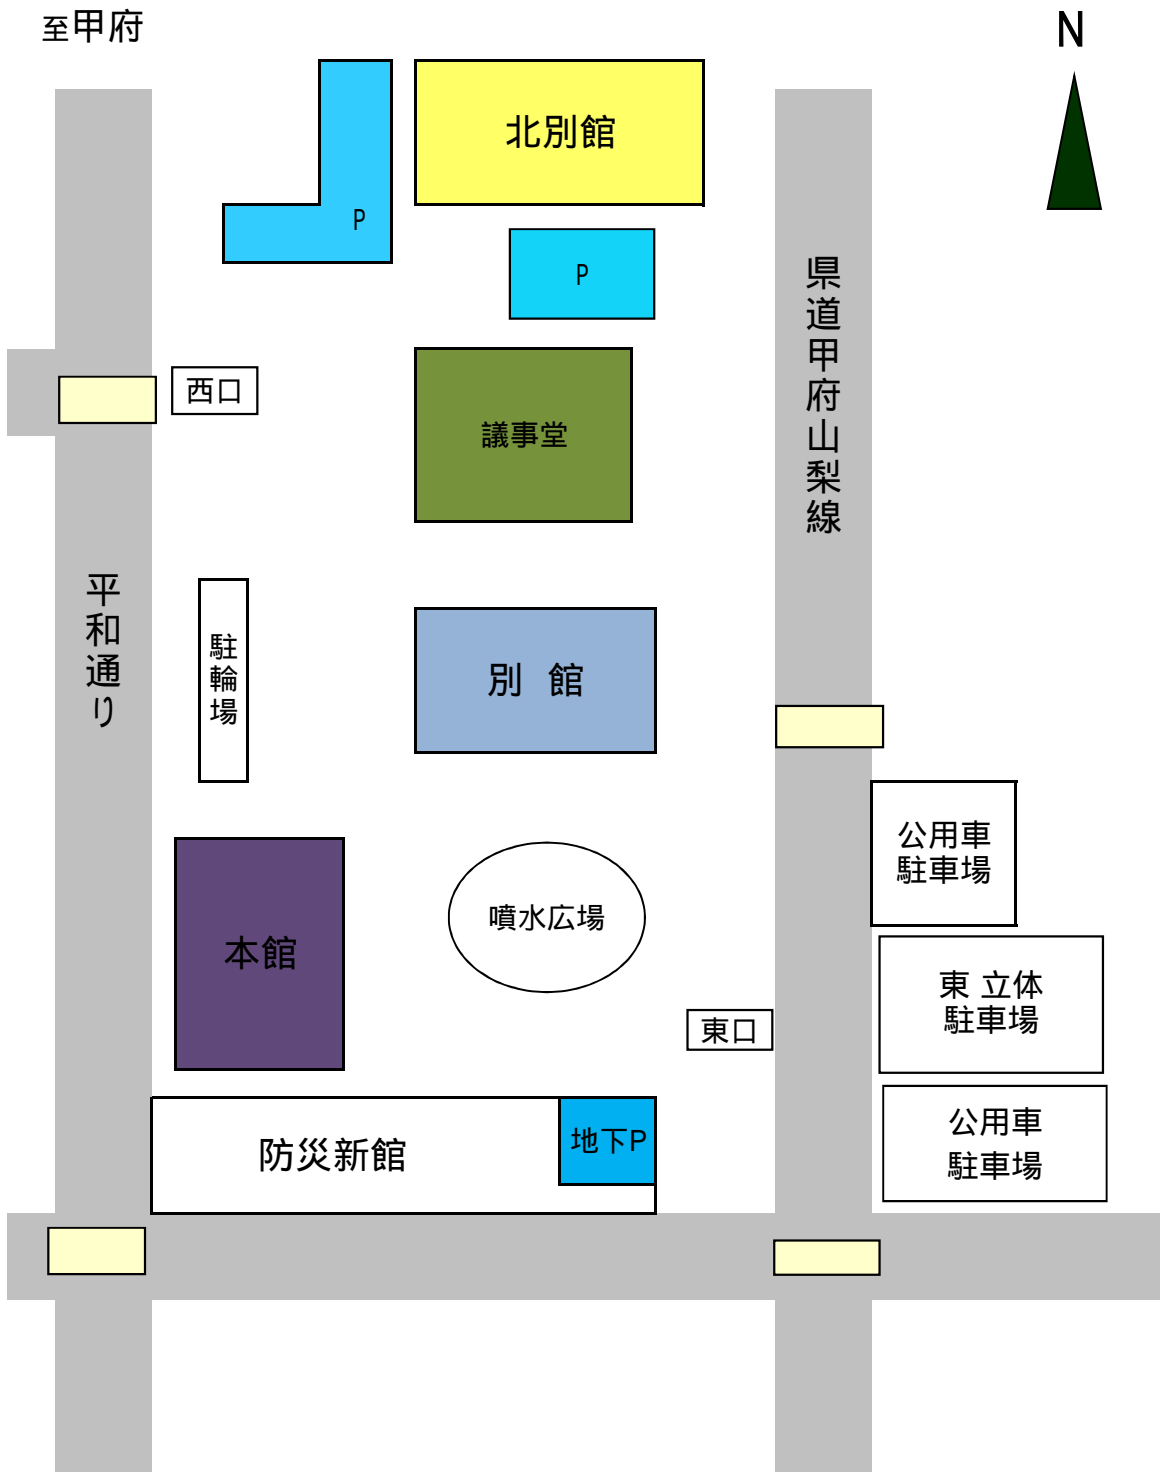 至甲府
N
北別館
P
P
県道甲府山梨線
西口
議事堂
平和通り
駐輪場
別 館
公用車
駐車場
本館
噴水広場
東 立体
駐車場
東口
防災新館
地下P
公用車
駐車場